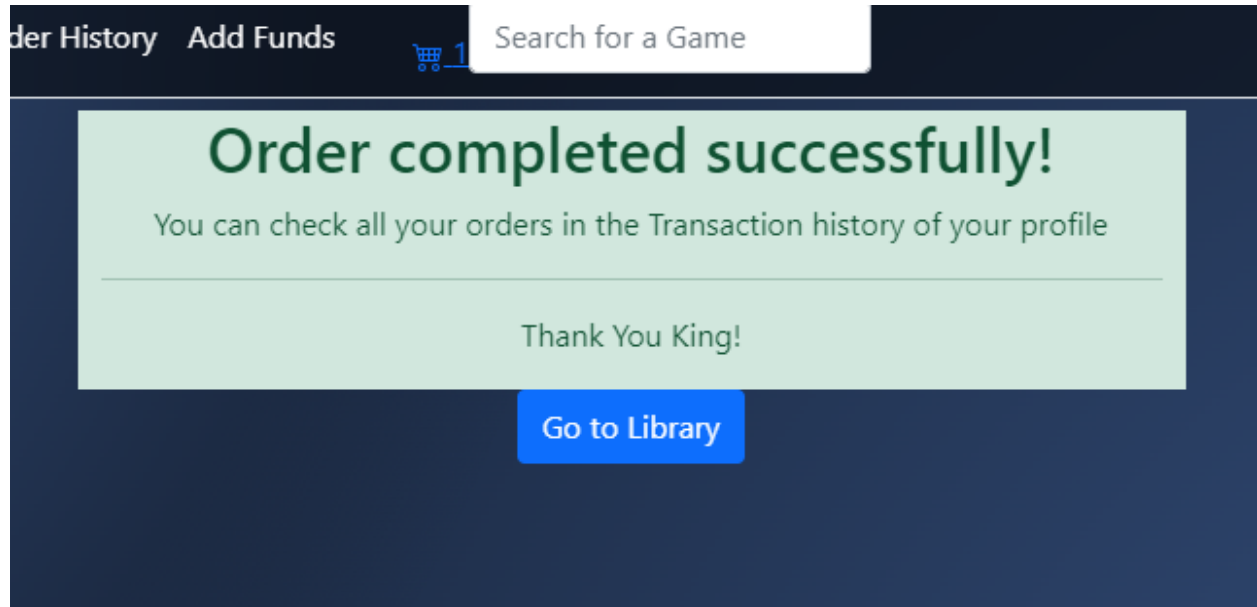 der History Add Funds 1 Search for a Game
Order completed successfully!
You can check all your orders in the Transaction history of your profile
Thank You King!
Go to Library